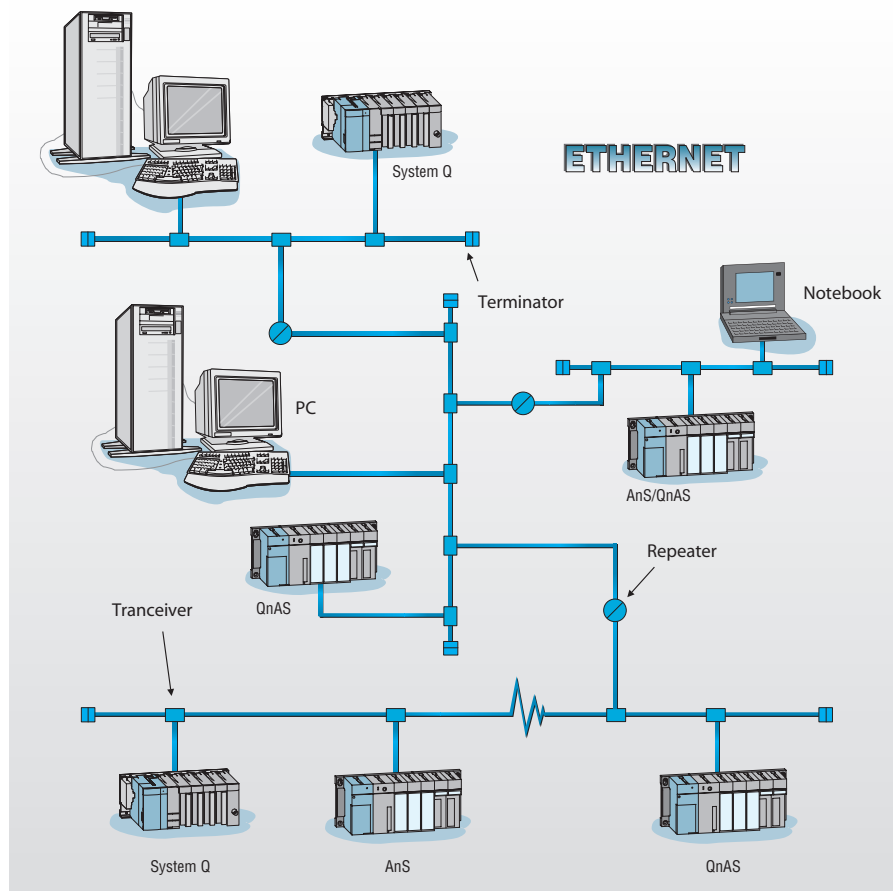 ETHERNET
System Q
Terminator
Notebook
PC
AnS/QnAS
Repeater
QnAS
Tranceiver
System Q
AnS
QnAS